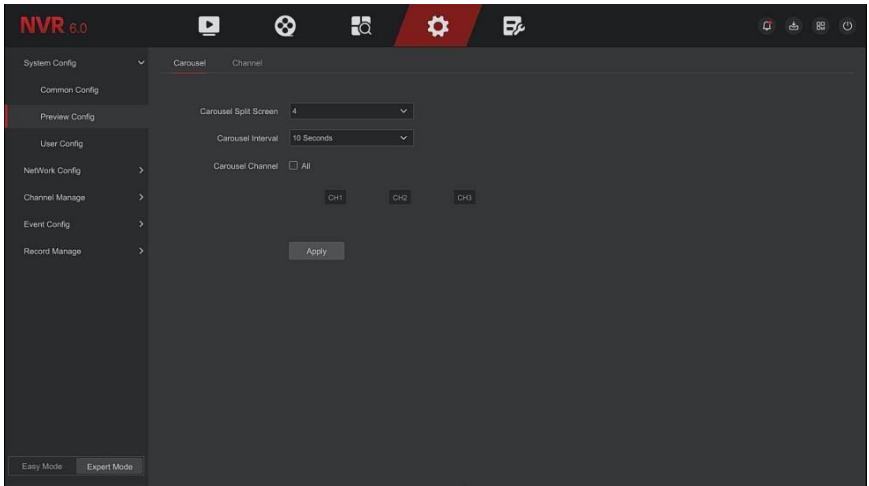 NVR 6.0
System Config
Carousel Channel
Common Config
Carousel Split Screen 4
Preview Config
Carousel Interval 10 Seconds
User Config
Carousel Channel All
NetWork Config
Channel Manage
CH1 CH2 CH3
Event Config
Record Manage
Apply
Easy Mode Expert Mode